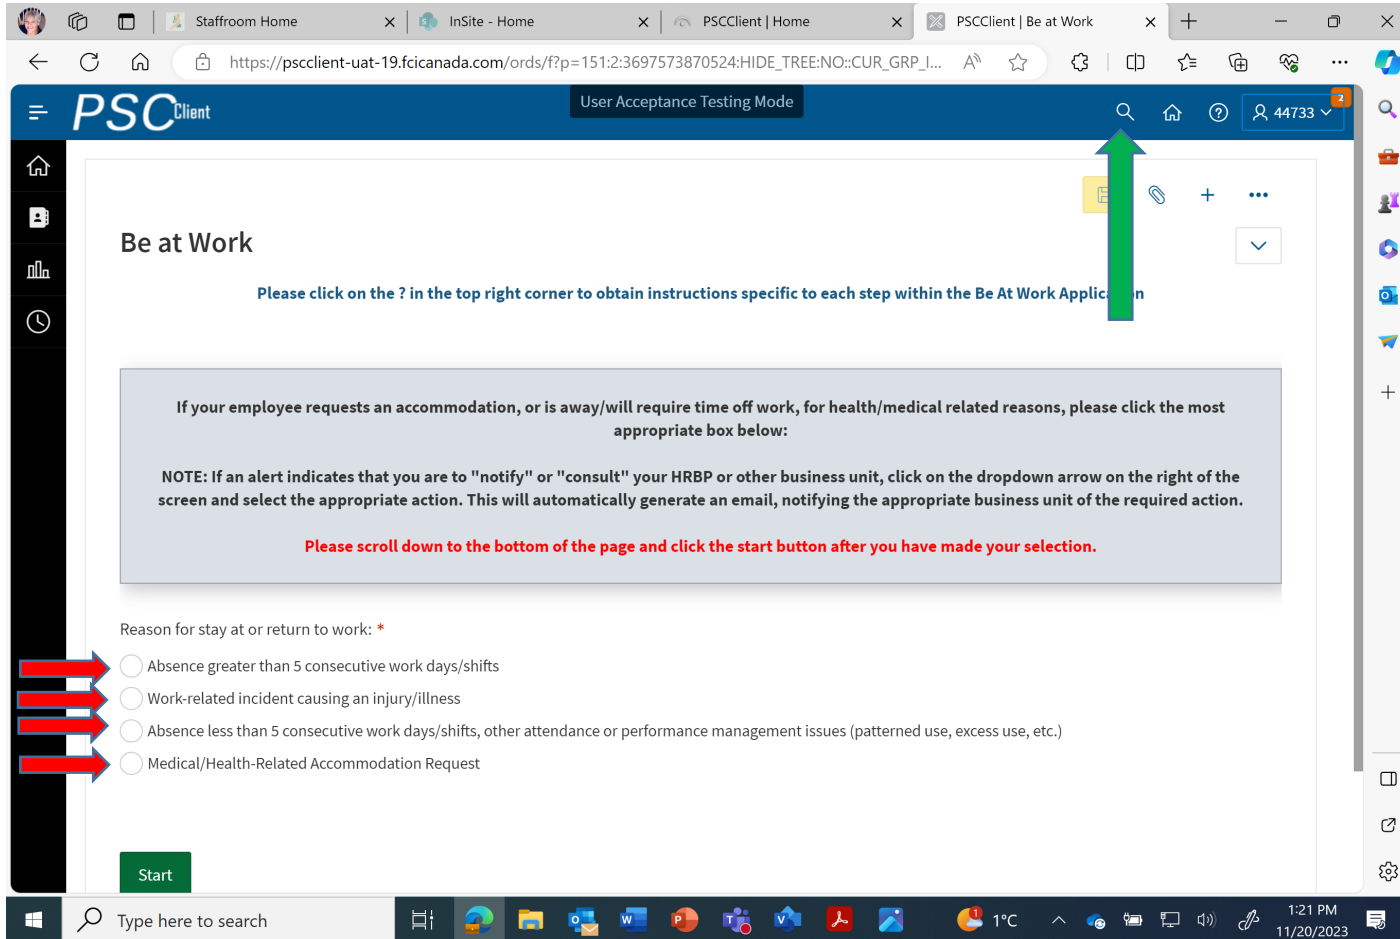 Staffroom Home
InSite - Home
PSCClient | Home
PSCClient | Be at Work
https://pscclient-uat-19.fcicanada.com/ords/f?p=151:2:3697573870524:HIDE_TREE:NO::CUR_GRP_I...
PSC Client
User Acceptance Testing Mode
44733
2
Be at Work
Please click on the ? in the top right corner to obtain instructions specific to each step within the Be At Work
If your employee requests an accommodation, or is away/will require time off work, for health/medical related reasons, please click the most
appropriate box below:
NOTE: If an alert indicates that you are to "notify" or "consult" your HRBP or other business unit, click on the dropdown arrow on the right of the
screen and select the appropriate action. This will automatically generate an email, notifying the appropriate business unit of the required action.
Please scroll down to the bottom of the page and click the start button after you have made your selection.
Reason for stay at or return to work: *
Absence greater than 5 consecutive work days/shifts
Work-related incident causing an injury/illness
Absence less than 5 consecutive work days/shifts, other attendance or performance management issues (patterned use, excess use, etc.)
Medical/Health-Related Accommodation Request
Start
Type here to search
1
1°C
1:21 PM
11/20/2023